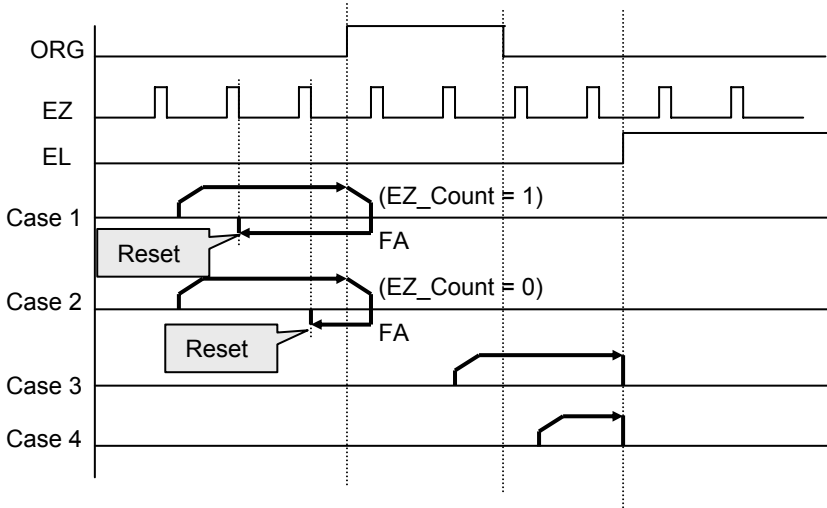 ORG
EZ
EL
Case 1
(EZ_Count = 1)
FA
Reset
Case 2
(EZ_Count = 0)
FA
Reset
Case 3
Case 4